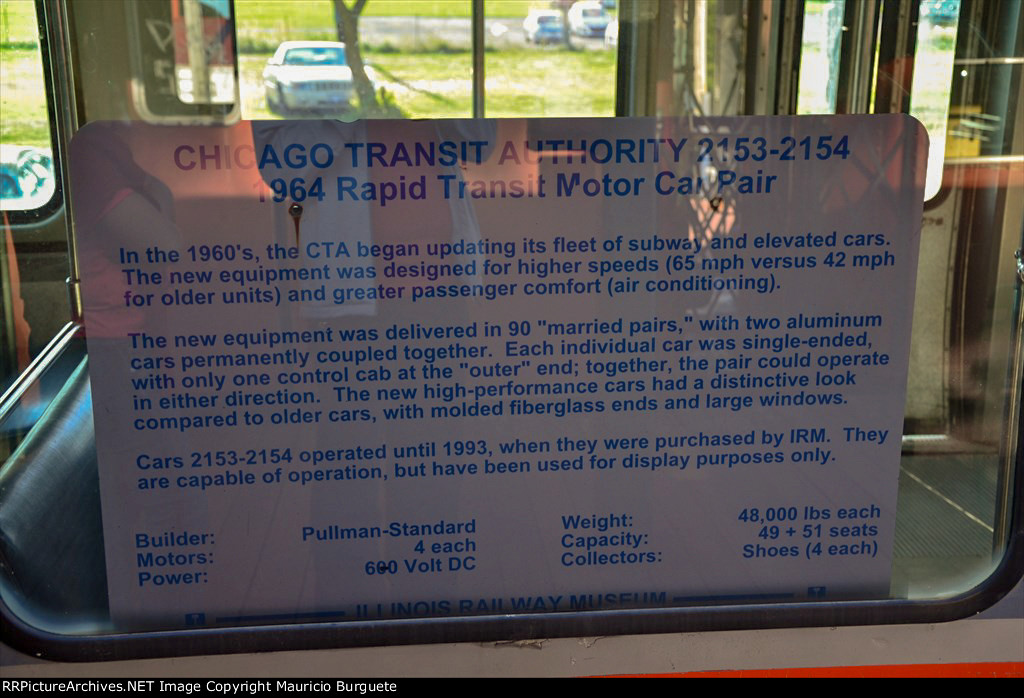 CHICAGO TRANSIT AUTHORITY 2153-2154
1964 Rapid Transit Motor Car Pair
In the 1960's, the CTA began updating its fleet of subway and elevated cars.
The new equipment was designed for higher speeds (65 mph versus 42 mph
for older units) and greater passenger comfort (air conditioning).
The new equipment was delivered in 90 "married pairs," with two aluminum
cars permanently coupled together. Each individual car was single-ended,
with only one control cab at the "outer" end; together, the pair could operate
in either direction. The new high-performance cars had a distinctive look
compared to older cars, with molded fiberglass ends and large windows.
Cars 2153-2154 operated until 1993, when they were purchased by IRM. They
are capable of operation, but have been used for display purposes only.
Builder: Pullman-Standard Weight: 48,000 lbs each
Motors: 4 each Capacity: 49 + 51 seats
Power: 600 Volt DC Collectors: Shoes (4 each)
ILLINOIS RAILWAY MUSEUM
RRPictureArchives.NET Image Copyright Mauricio Burguete